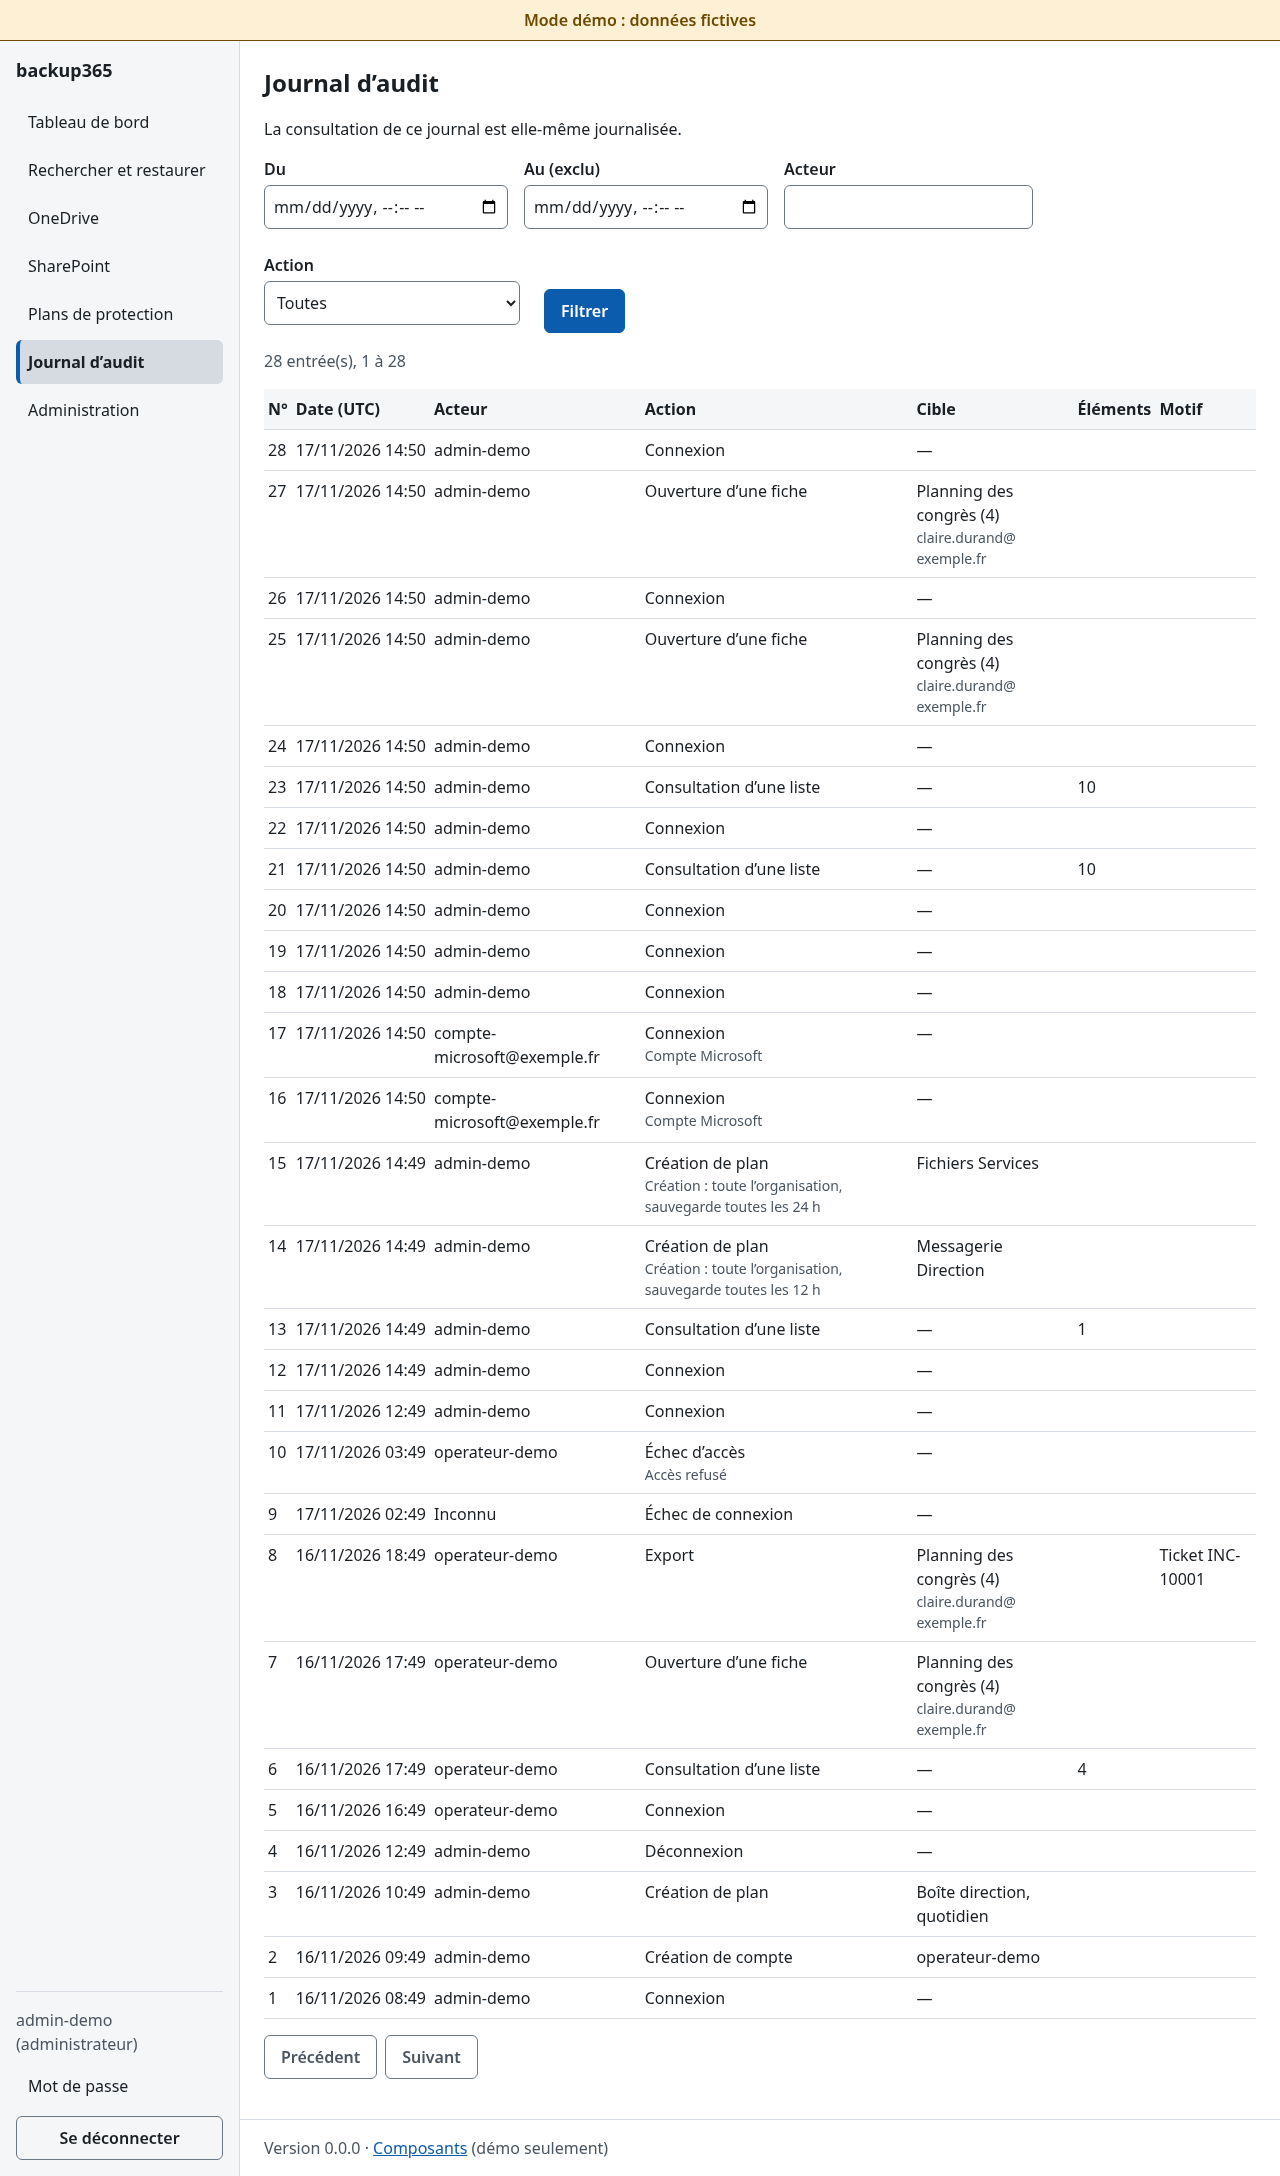 Mode démo : données fictives
backup365
Tableau de bord
Rechercher et restaurer
OneDrive
SharePoint
Plans de protection
Journal d’audit
Administration
admin-demo
(administrateur)
Mot de passe
Se déconnecter
Journal d’audit
La consultation de ce journal est elle-même journalisée.
Du Au (exclu) Acteur
mm/dd/yyyy, --:-- -- mm/dd/yyyy, --:-- --
Action
Toutes Filtrer
28 entrée(s), 1 à 28
N° Date (UTC) Acteur Action Cible Éléments Motif
28 17/11/2026 14:50 admin-demo Connexion —
27 17/11/2026 14:50 admin-demo Ouverture d’une fiche Planning des
congrès (4)
claire.durand@
exemple.fr
26 17/11/2026 14:50 admin-demo Connexion —
25 17/11/2026 14:50 admin-demo Ouverture d’une fiche Planning des
congrès (4)
claire.durand@
exemple.fr
24 17/11/2026 14:50 admin-demo Connexion —
23 17/11/2026 14:50 admin-demo Consultation d’une liste — 10
22 17/11/2026 14:50 admin-demo Connexion —
21 17/11/2026 14:50 admin-demo Consultation d’une liste — 10
20 17/11/2026 14:50 admin-demo Connexion —
19 17/11/2026 14:50 admin-demo Connexion —
18 17/11/2026 14:50 admin-demo Connexion —
17 17/11/2026 14:50 compte- Connexion —
microsoft@exemple.fr Compte Microsoft
16 17/11/2026 14:50 compte- Connexion —
microsoft@exemple.fr Compte Microsoft
15 17/11/2026 14:49 admin-demo Création de plan Fichiers Services
Création : toute l’organisation,
sauvegarde toutes les 24 h
14 17/11/2026 14:49 admin-demo Création de plan Messagerie
Création : toute l’organisation, Direction
sauvegarde toutes les 12 h
13 17/11/2026 14:49 admin-demo Consultation d’une liste — 1
12 17/11/2026 14:49 admin-demo Connexion —
11 17/11/2026 12:49 admin-demo Connexion —
10 17/11/2026 03:49 operateur-demo Échec d’accès —
Accès refusé
9 17/11/2026 02:49 Inconnu Échec de connexion —
8 16/11/2026 18:49 operateur-demo Export Planning des Ticket INC-
congrès (4) 10001
claire.durand@
exemple.fr
7 16/11/2026 17:49 operateur-demo Ouverture d’une fiche Planning des
congrès (4)
claire.durand@
exemple.fr
6 16/11/2026 17:49 operateur-demo Consultation d’une liste — 4
5 16/11/2026 16:49 operateur-demo Connexion —
4 16/11/2026 12:49 admin-demo Déconnexion —
3 16/11/2026 10:49 admin-demo Création de plan Boîte direction,
quotidien
2 16/11/2026 09:49 admin-demo Création de compte operateur-demo
1 16/11/2026 08:49 admin-demo Connexion —
Précédent Suivant
Version 0.0.0 · Composants (démo seulement)